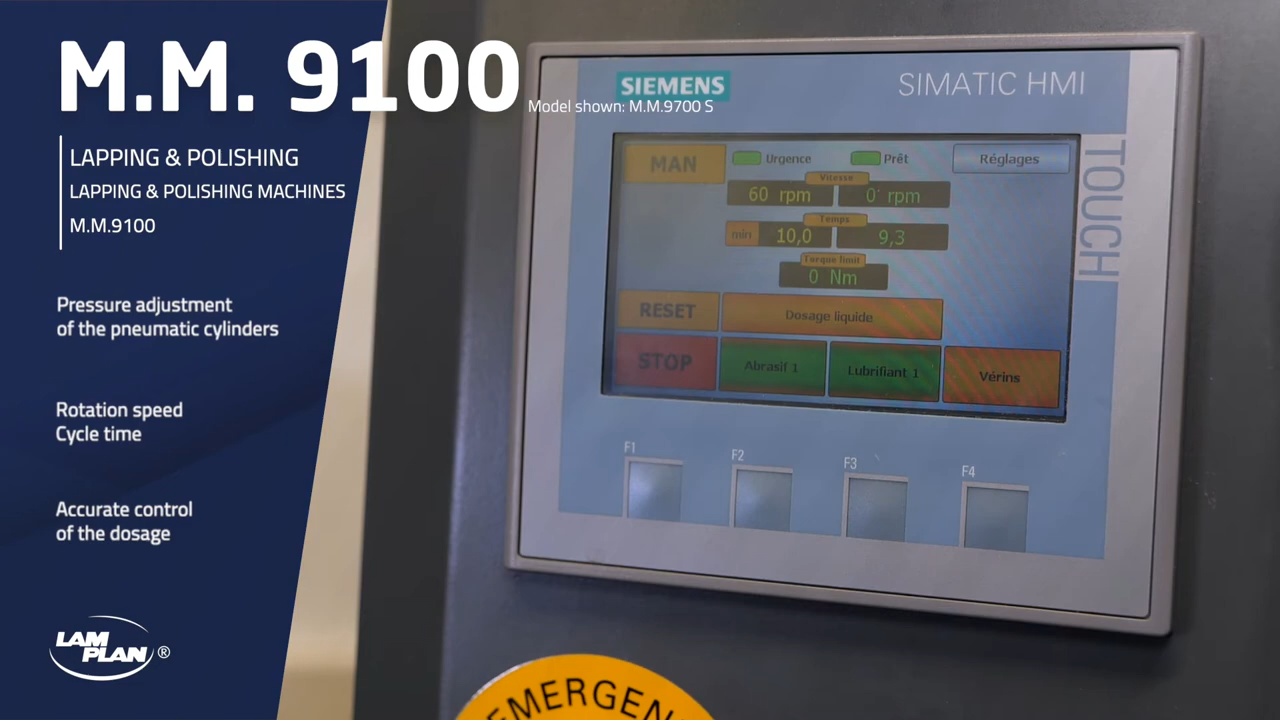 M.M. 9100
Model shown: M.M.9700 S
LAPPING & POLISHING
LAPPING & POLISHING MACHINES
M.M.9100
Pressure adjustment
of the pneumatic cylinders
Rotation speed
Cycle time
Accurate control
of the dosage
LAM
PLAN ®
SIEMENS
SIMATIC HMI
TOUCH
MAN
Urgence
Prêt
Réglages
Vitesse
60 rpm
0 rpm
Temps
min
10,0
9,3
Torque limit
0 Nm
RESET
Dosage liquide
STOP
Abrasif 1
Lubrifiant 1
Vérins
F1
F2
F3
F4
EMERGEN